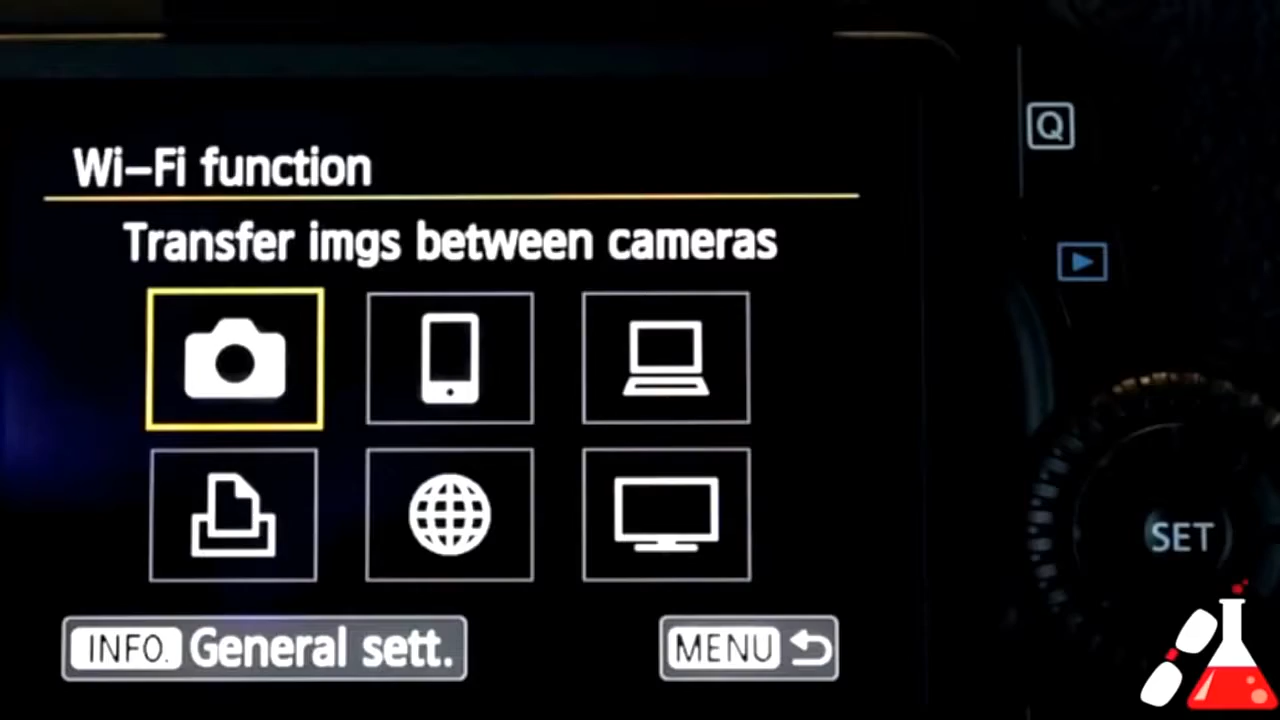 Wi-Fi function
Transfer imgs between cameras
INFO. General sett.
MENU
Q
SET